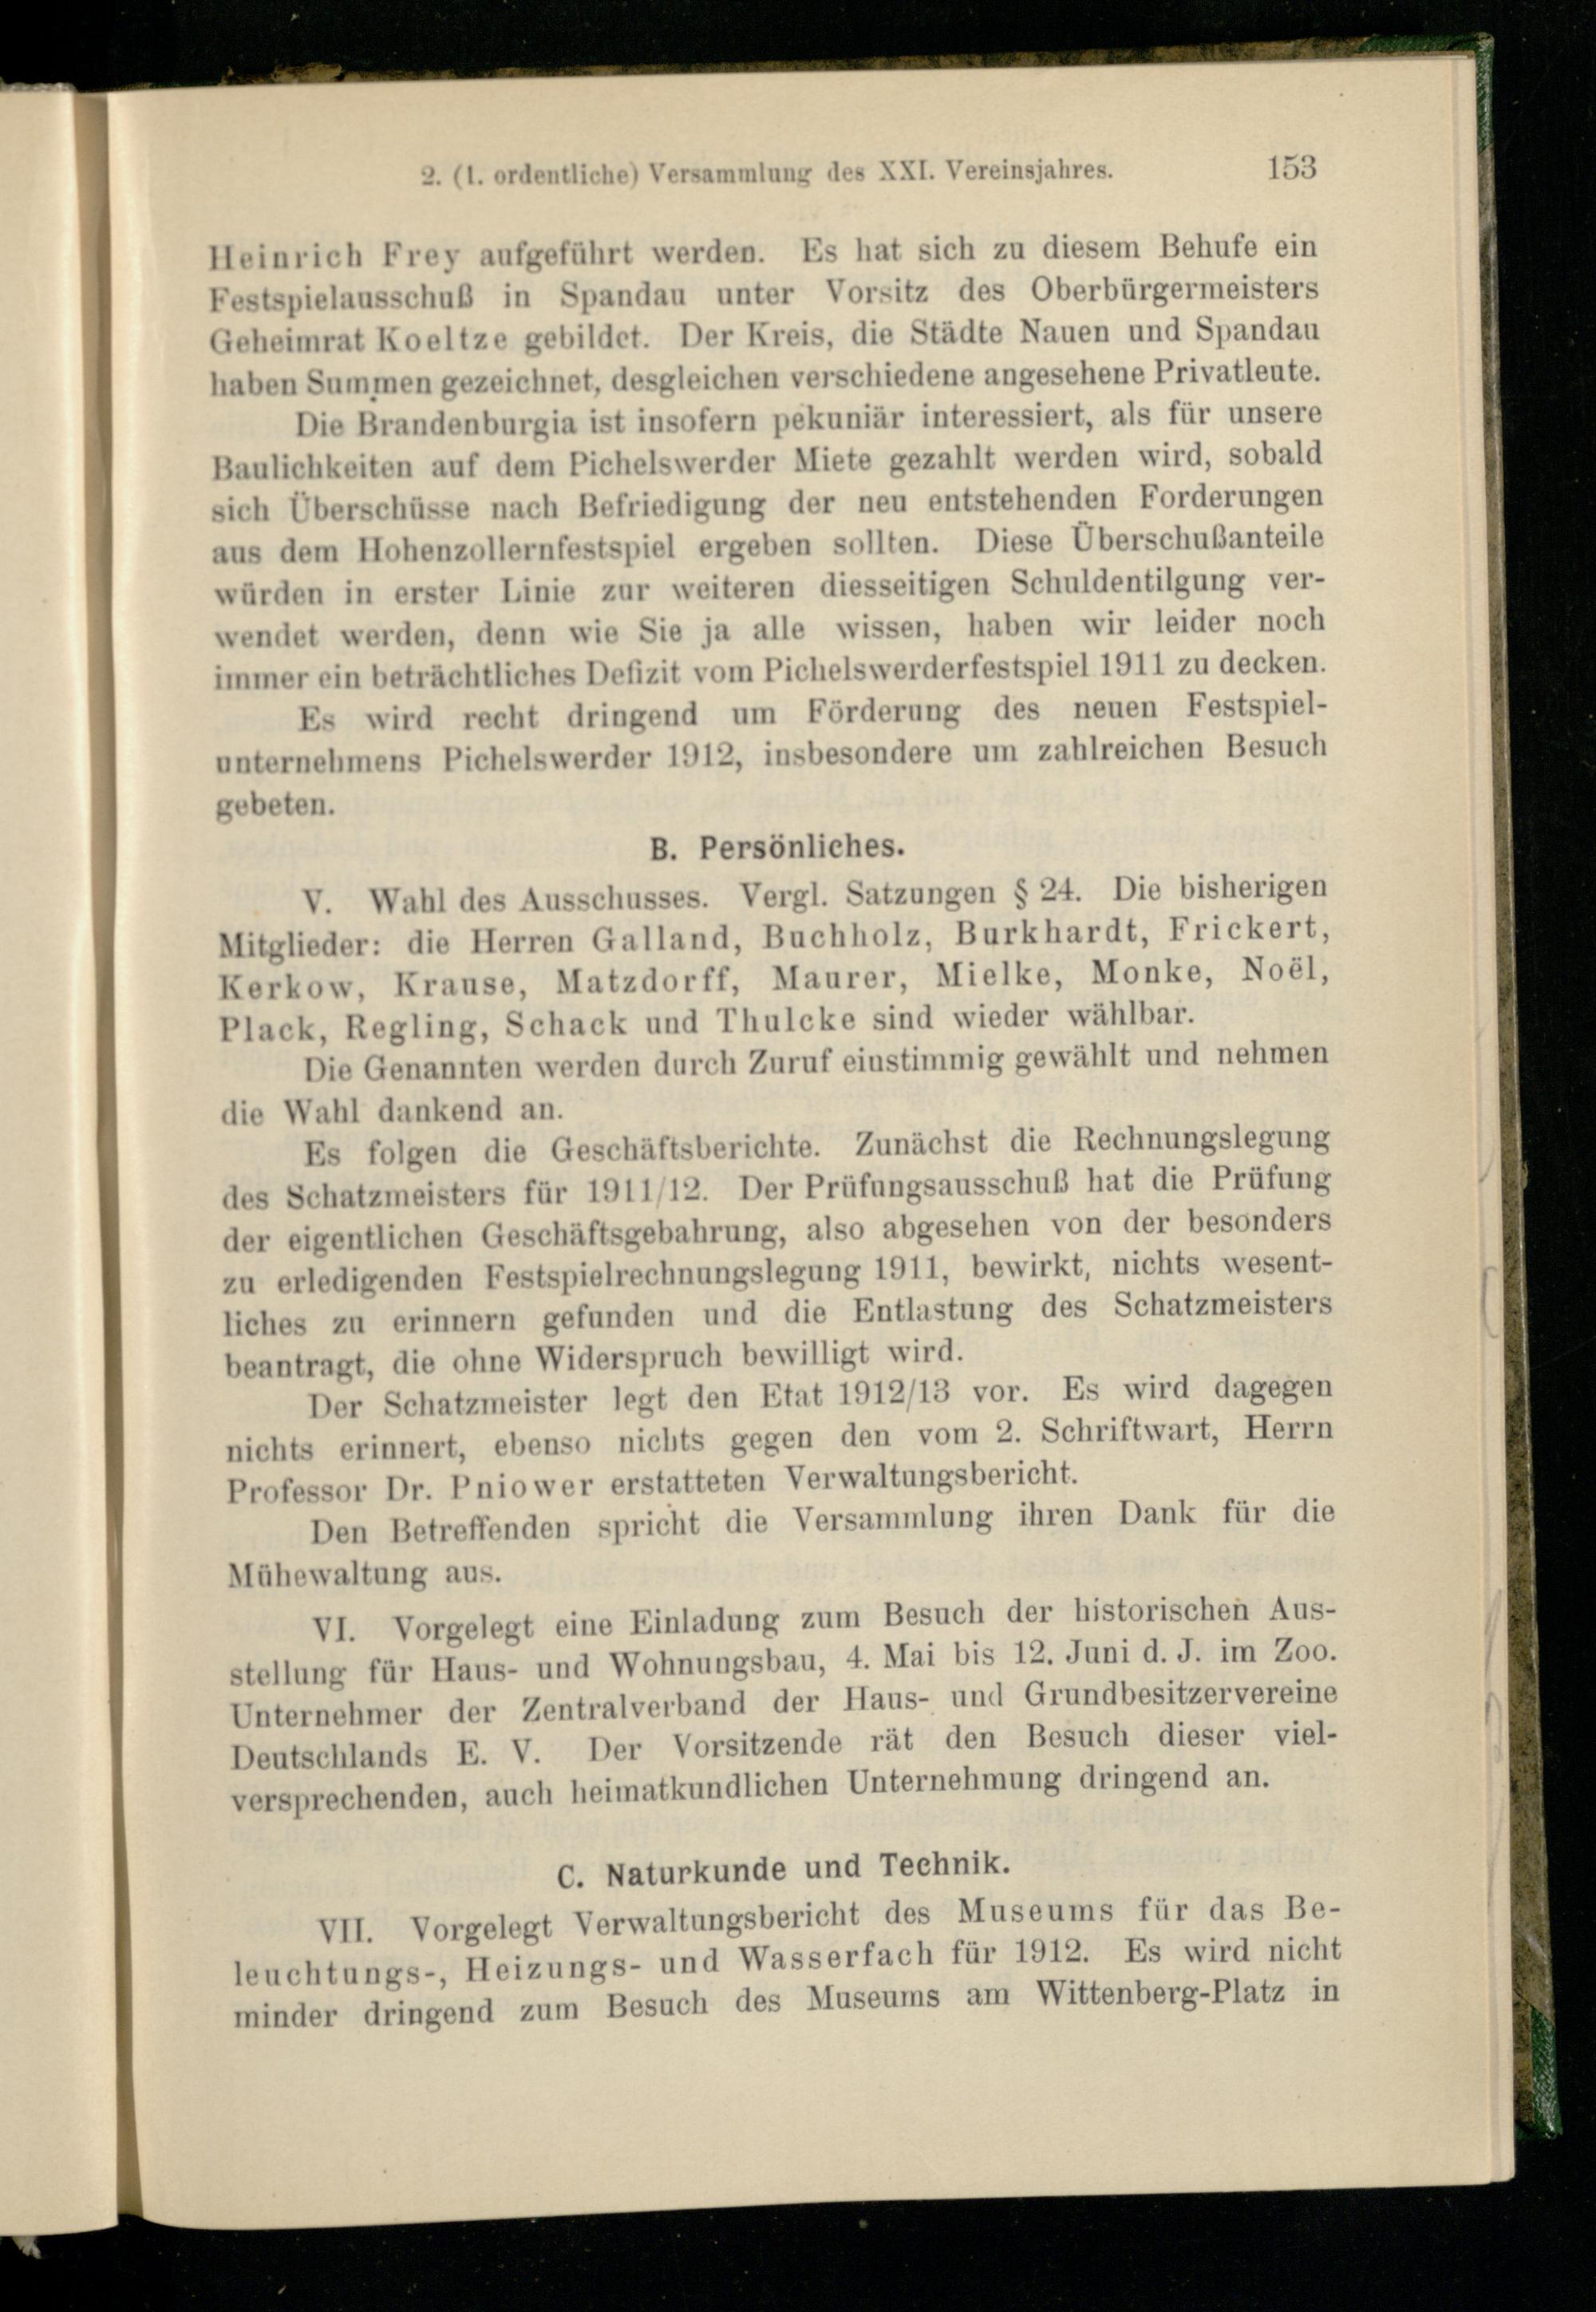 2. (1. ordentliche) Versammlung des XXI. Vereinsjahres. 153
Heinrich Frey aufgeführt werden. Es hat sich zu diesem Behufe ein
Festspielausschuß in Spandau unter Vorsitz des Oberbürgermeisters
Geheimrat Koeltze gebildet. Der Kreis, die Städte Nauen und Spandau
haben Summen gezeichnet, desgleichen verschiedene angesehene Privatleute.
Die Brandenburgia ist insofern pekuniär interessiert, als für unsere
Baulichkeiten auf dem Pichelswerder Miete gezahlt werden wird, sobald
sich Überschüsse nach Befriedigung der neu entstehenden Forderungen
aus dem Hohenzollernfestspiel ergeben sollten. Diese Überschußanteile
würden in erster Linie zur weiteren diesseitigen Schuldentilgung ver-
wendet werden, denn wie Sie ja alle wissen, haben wir leider noch
immer ein beträchtliches Defizit vom Pichelswerderfestspiel 1911 zu decken.
Es wird recht dringend um Förderung des neuen Festspiel-
unternehmens Pichelswerder 1912, insbesondere um zahlreichen Besuch
gebeten.
B. Persönliches.
V. Wahl des Ausschusses. Vergl. Satzungen § 24. Die bisherigen
Mitglieder: die Herren Galland, Buchholz, Burkhardt, Frickert,
Kerkow, Krause, Matzdorff, Maurer, Mielke, Monke, Noël,
Plack, Regling, Schack und Thulcke sind wieder wählbar.
Die Genannten werden durch Zuruf einstimmig gewählt und nehmen
die Wahl dankend an.
Es folgen die Geschäftsberichte. Zunächst die Rechnungslegung
des Schatzmeisters für 1911/12. Der Prüfungsausschuß hat die Prüfung
der eigentlichen Geschäftsgebahrung, also abgesehen von der besonders
zu erledigenden Festspielrechnungslegung 1911, bewirkt, nichts wesent-
liches zu erinnern gefunden und die Entlastung des Schatzmeisters
beantragt, die ohne Widerspruch bewilligt wird.
Der Schatzmeister legt den Etat 1912/13 vor. Es wird dagegen
nichts erinnert, ebenso nichts gegen den vom 2. Schriftwart, Herrn
Professor Dr. Pniower erstatteten Verwaltungsbericht.
Den Betreffenden spricht die Versammlung ihren Dank für die
Mühewaltung aus.
VI. Vorgelegt eine Einladung zum Besuch der historischen Aus-
stellung für Haus- und Wohnungsbau, 4. Mai bis 12. Juni d. J. im Zoo.
Unternehmer der Zentralverband der Haus- und Grundbesitzervereine
Deutschlands E. V. Der Vorsitzende rät den Besuch dieser viel-
versprechenden, auch heimatkundlichen Unternehmung dringend an.
C. Naturkunde und Technik.
VII. Vorgelegt Verwaltungsbericht des Museums für das Be-
leuchtungs-, Heizungs- und Wasserfach für 1912. Es wird nicht
minder dringend zum Besuch des Museums am Wittenberg-Platz in